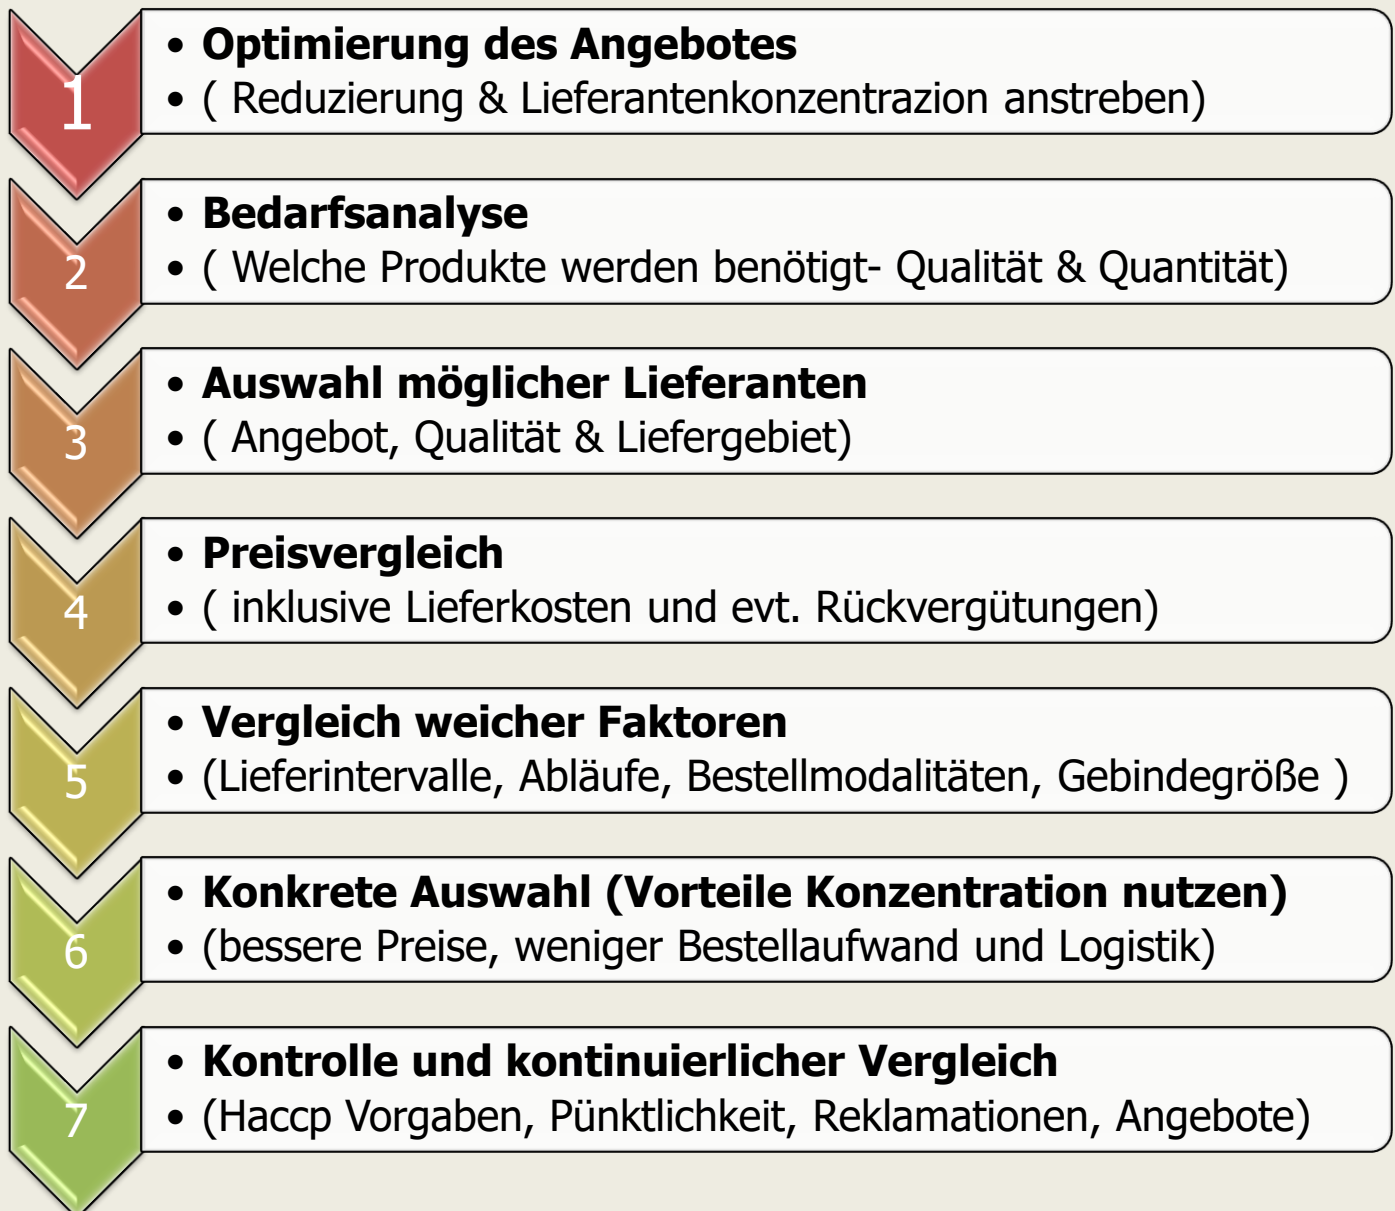 1
• Optimierung des Angebotes
• ( Reduzierung & Lieferantenkonzentrazion anstreben)
2
• Bedarfsanalyse
• ( Welche Produkte werden benötigt- Qualität & Quantität)
3
• Auswahl möglicher Lieferanten
• ( Angebot, Qualität & Liefergebiet)
4
• Preisvergleich
• ( inklusive Lieferkosten und evt. Rückvergütungen)
5
• Vergleich weicher Faktoren
• (Lieferintervalle, Abläufe, Bestellmodalitäten, Gebindegröße )
6
• Konkrete Auswahl (Vorteile Konzentration nutzen)
• (bessere Preise, weniger Bestellaufwand und Logistik)
7
• Kontrolle und kontinuierlicher Vergleich
• (Haccp Vorgaben, Pünktlichkeit, Reklamationen, Angebote)